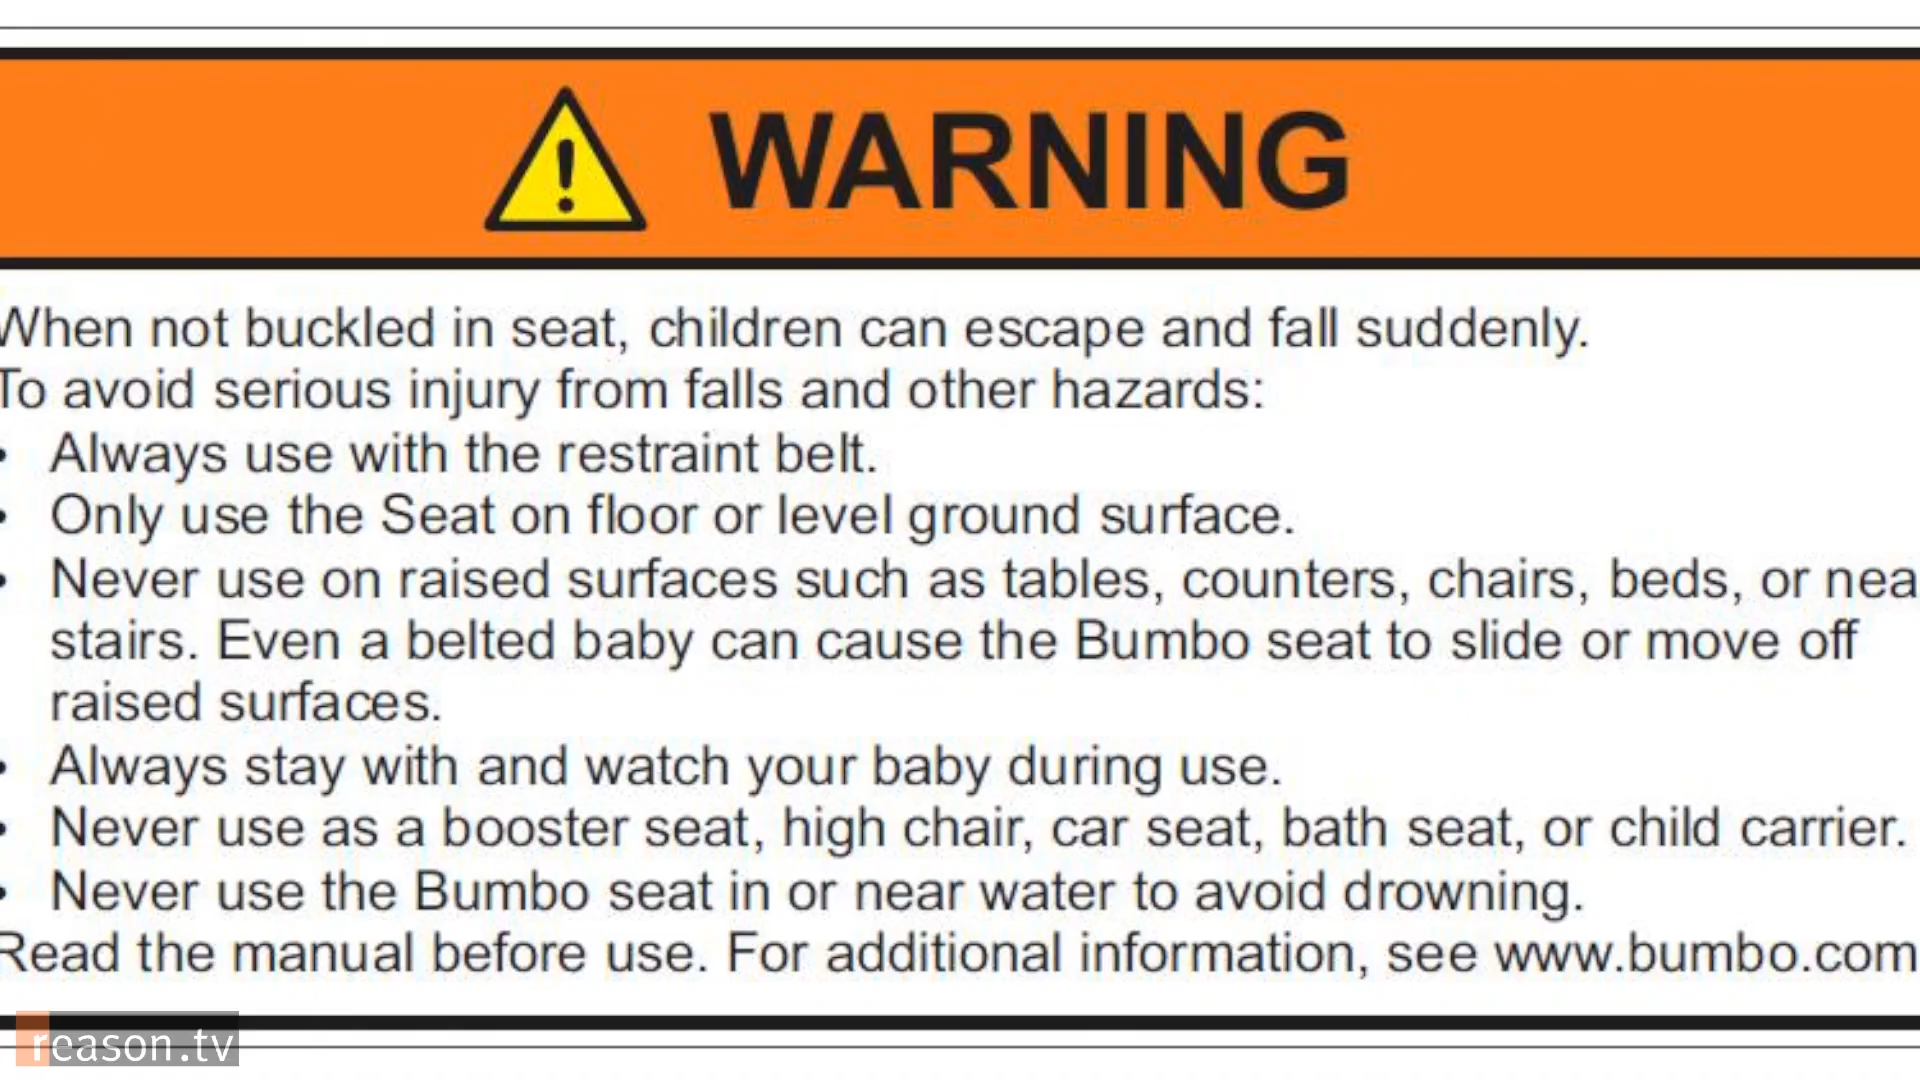 WARNING
When not buckled in seat, children can escape and fall suddenly.
To avoid serious injury from falls and other hazards:
• Always use with the restraint belt.
• Only use the Seat on floor or level ground surface.
• Never use on raised surfaces such as tables, counters, chairs, beds, or nea
stairs. Even a belted baby can cause the Bumbo seat to slide or move off
raised surfaces.
• Always stay with and watch your baby during use.
• Never use as a booster seat, high chair, car seat, bath seat, or child carrier.
• Never use the Bumbo seat in or near water to avoid drowning.
Read the manual before use. For additional information, see www.bumbo.com
reason.tv